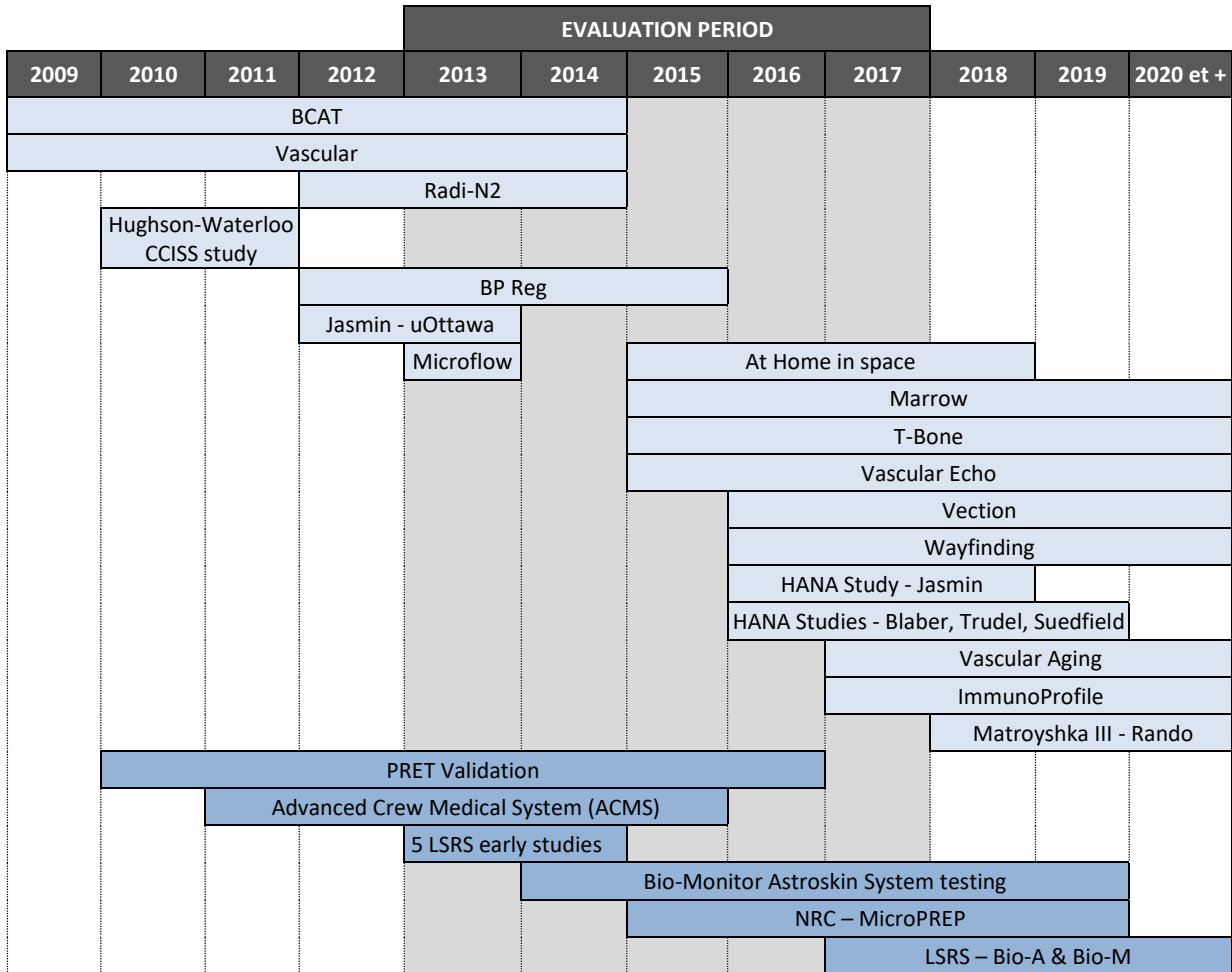 EVALUATION PERIOD
2009 2010 2011 2012 2013 2014 2015 2016 2017 2018 2019 2020 et +
BCAT
Vascular
Radi-N2
Hughson-Waterloo
CCISS study
BP Reg
Jasmin - uOttawa
Microflow At Home in space
Marrow
T-Bone
Vascular Echo
Vection
Wayfinding
HANA Study - Jasmin
HANA Studies - Blaber, Trudel, Suedfield
Vascular Aging
ImmunoProfile
Matroyshka III - Rando
PRET Validation
Advanced Crew Medical System (ACMS)
5 LSRS early studies
Bio-Monitor Astroskin System testing
NRC – MicroPREP
LSRS – Bio-A & Bio-M